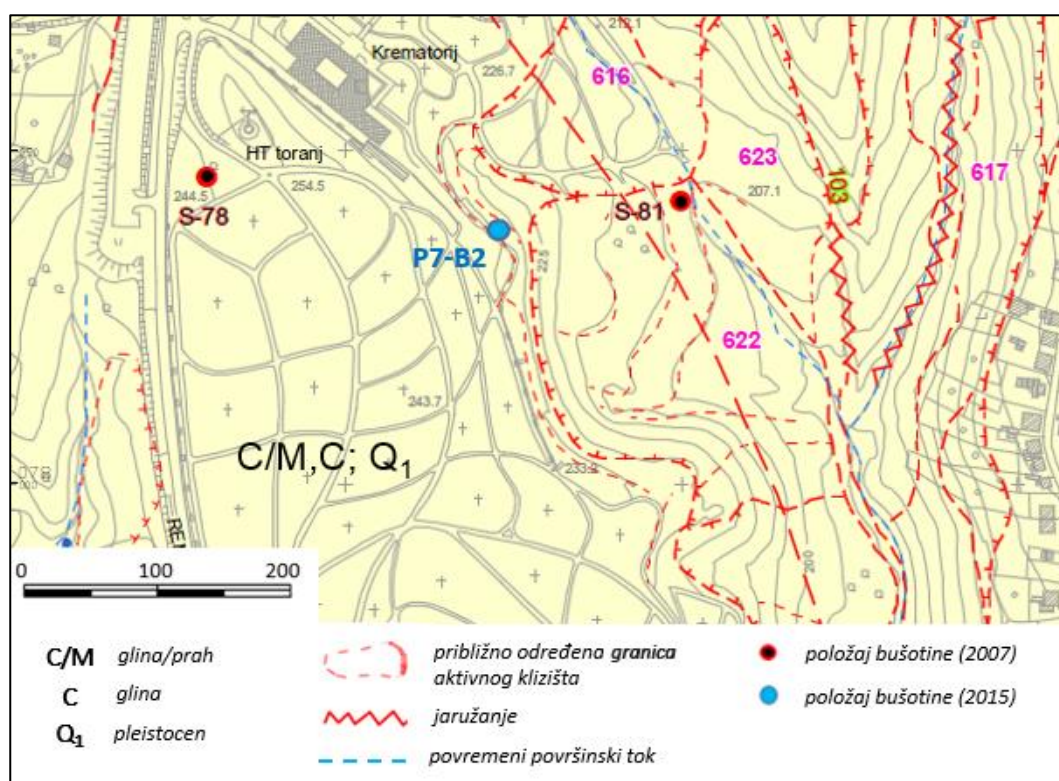 212.1
Krematorij
226.7
616
HT toranj
623
617
254.5
103
207.1
244.5
S-78
S-81
P7-B2
225
622
243.7
C/M,C; Q₁
233.2
200
0 100 200
C/M glina/prah
C glina
Q₁ pleistocen
približno određena granica
aktivnog klizišta
jaružanje
povremeni površinski tok
položaj bušotine (2007)
položaj bušotine (2015)